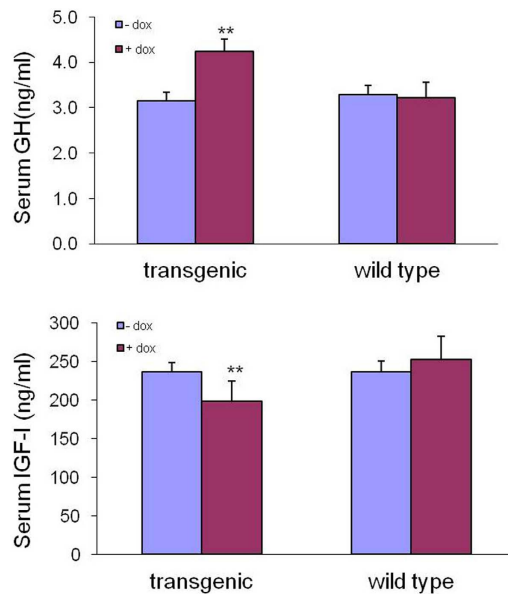 5.0
4.0
3.0
2.0
1.0
0.0
Serum GH(ng/ml)
- dox
+ dox
**
transgenic wild type
300
250
200
150
100
50
0
Serum IGF-I (ng/ml)
- dox
+ dox
**
transgenic wild type